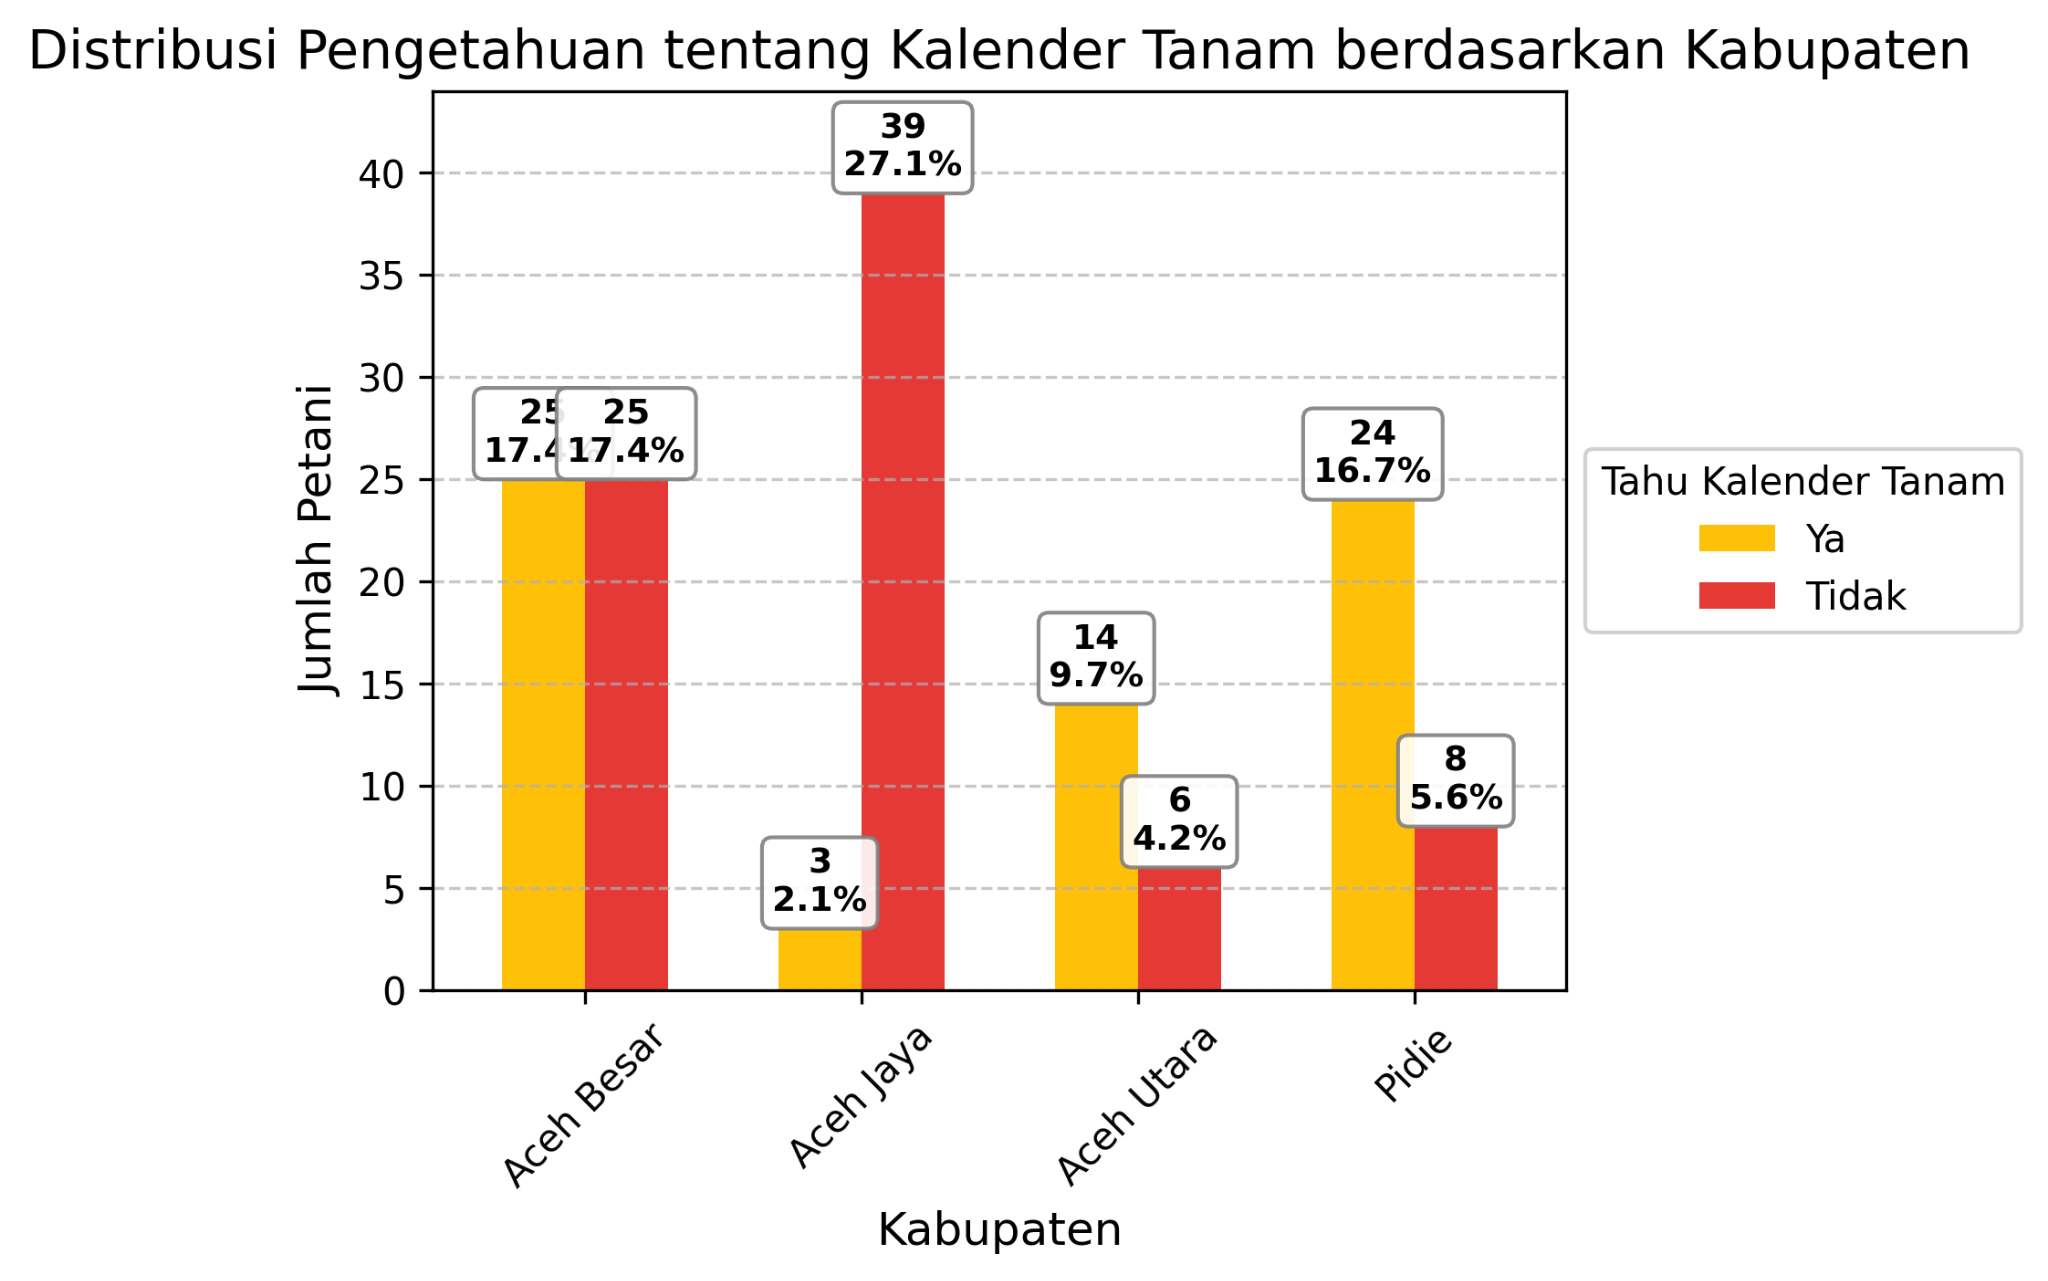 Distribusi Pengetahuan tentang Kalender Tanam berdasarkan Kabupaten
Jumlah Petani
40
35
30
25
20
15
10
5
0
25
17.4%
25
17.4%
39
27.1%
3
2.1%
14
9.7%
6
4.2%
24
16.7%
8
5.6%
Aceh Besar
Aceh Jaya
Aceh Utara
Pidie
Kabupaten
Tahu Kalender Tanam
Ya
Tidak